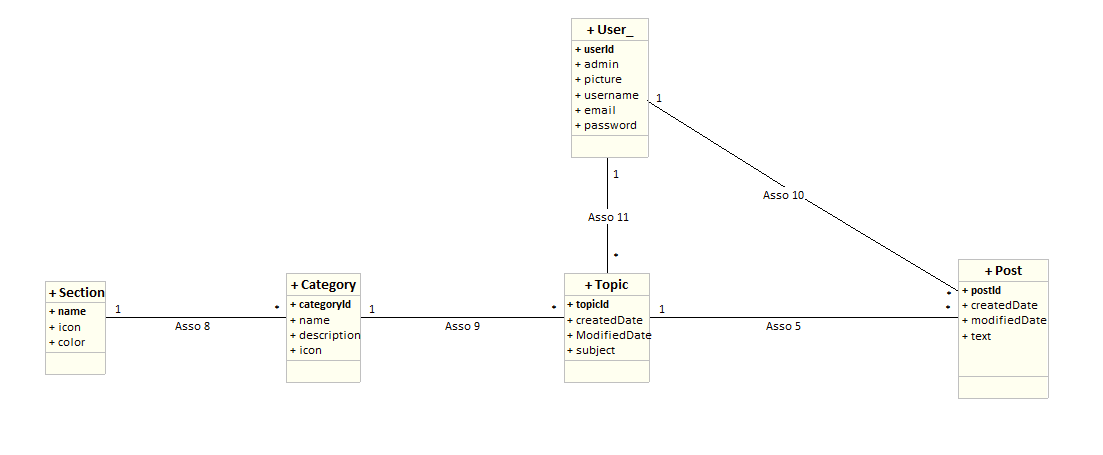 + User_
+ userId
+ admin
+ picture
+ username
+ email
+ password
1
1
Asso 10
Asso 11
*
+ Section
+ name
+ icon
+ color
1
Asso 8
*
+ Category
+ categoryId
+ name
+ description
+ icon
1
Asso 9
*
+ Topic
+ topicId
+ createdDate
+ ModifiedDate
+ subject
1
Asso 5
*
*
+ Post
+ postId
+ createdDate
+ modifiedDate
+ text